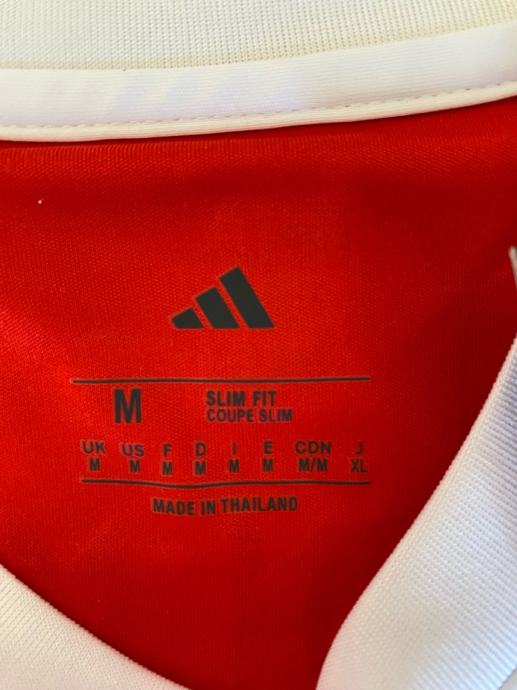 M SLIM FIT
COUPE SLIM
UK US F D I E CDN J
M M M M M M M/M XL
MADE IN THAILAND